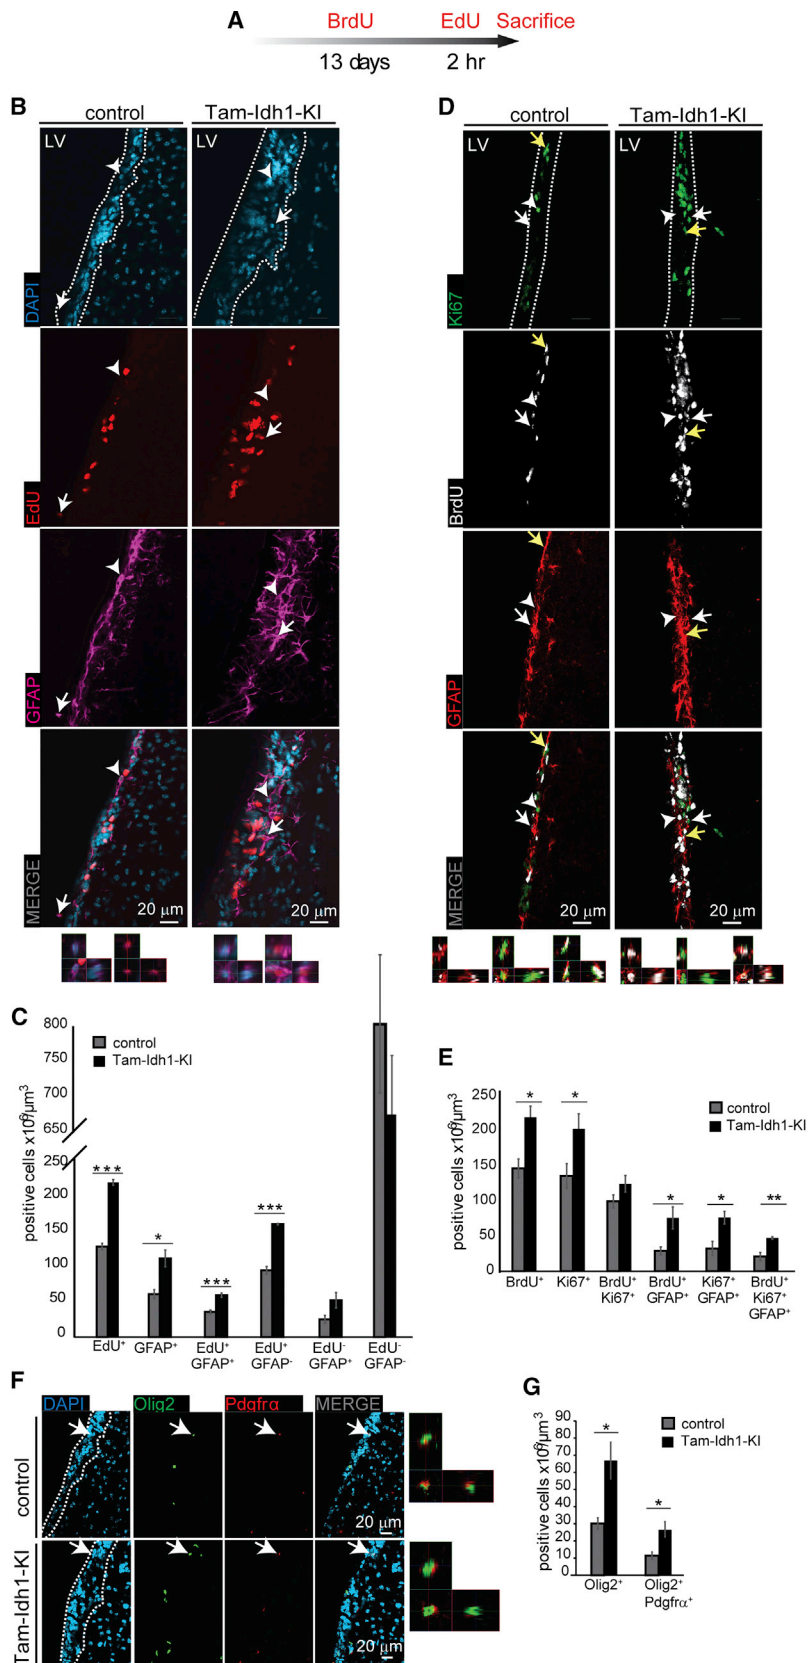 A
BrdU EdU Sacrifice
13 days 2 hr
B
control Tam-Idh1-KI
LV LV
DAPI
EdU
GFAP
MERGE
20 µm 20 µm
D
control Tam-Idh1-KI
LV LV
Ki67
BrdU
GFAP
MERGE
20 µm 20 µm
C
control
Tam-Idh1-KI
positive cells x10⁶/µm³
800
750
700
650
250
200
150
100
50
0
*** * *** ***
EdU⁺ GFAP⁺ EdU⁺ EdU⁺ EdU⁻ EdU⁻
GFAP⁺ GFAP⁻ GFAP⁺ GFAP⁻
E
control
Tam-Idh1-KI
positive cells x10⁶/µm³
250
200
150
100
50
0
* * * * **
BrdU⁺ Ki67⁺ BrdU⁺ BrdU⁺ Ki67⁺ BrdU⁺
Ki67⁺ GFAP⁺ GFAP⁺ Ki67⁺
GFAP⁺
F
DAPI Olig2 Pdgfrα MERGE
control
20 µm
Tam-Idh1-KI
20 µm
G
control
Tam-Idh1-KI
positive cells x10⁶/µm³
90
80
70
60
50
40
30
20
10
0
* *
Olig2⁺ Olig2⁺
Pdgfrα⁺